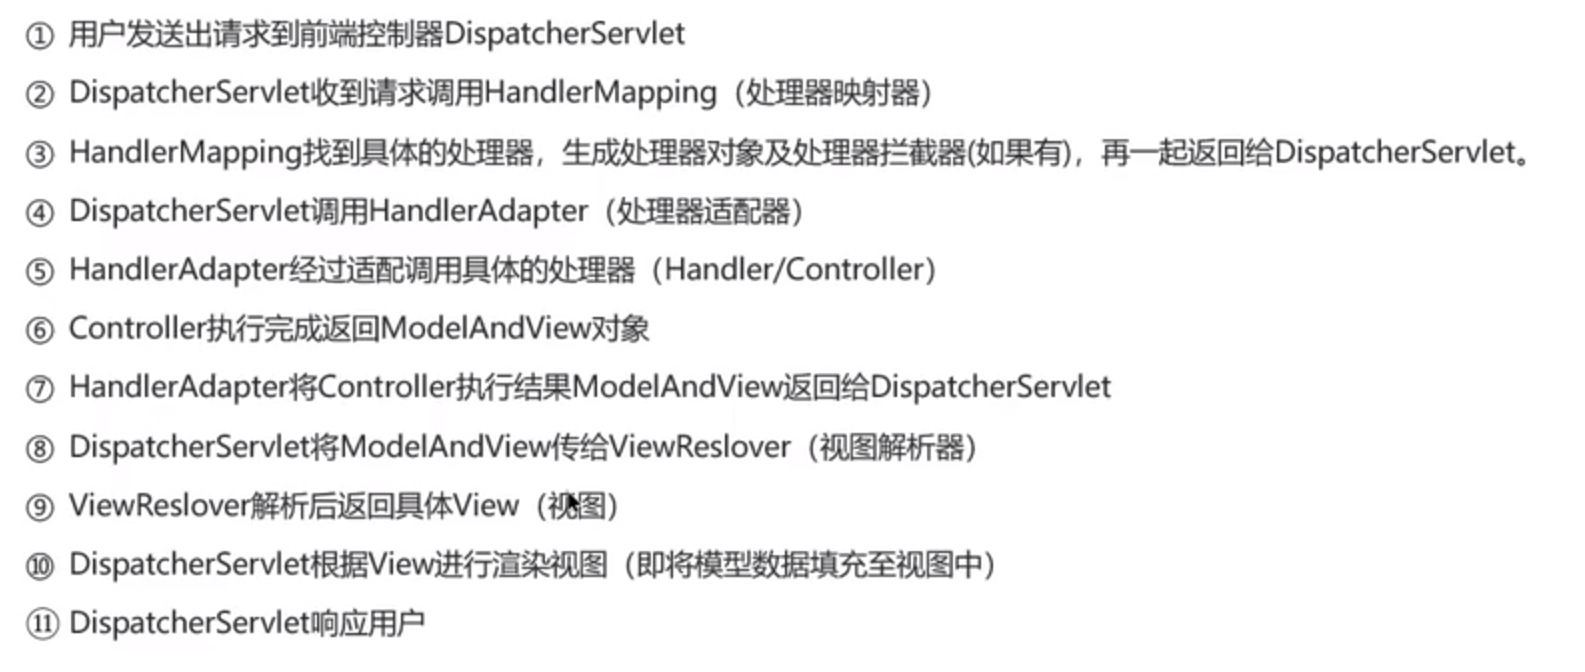 ① 用户发送出请求到前端控制器DispatcherServlet
② DispatcherServlet收到请求调用HandlerMapping（处理器映射器）
③ HandlerMapping找到具体的处理器，生成处理器对象及处理器拦截器(如果有)，再一起返回给DispatcherServlet。
④ DispatcherServlet调用HandlerAdapter（处理器适配器）
⑤ HandlerAdapter经过适配调用具体的处理器（Handler/Controller）
⑥ Controller执行完成返回ModelAndView对象
⑦ HandlerAdapter将Controller执行结果ModelAndView返回给DispatcherServlet
⑧ DispatcherServlet将ModelAndView传给ViewReslover（视图解析器）
⑨ ViewReslover解析后返回具体View（视图）
⑩ DispatcherServlet根据View进行渲染视图（即将模型数据填充至视图中）
⑪ DispatcherServlet响应用户